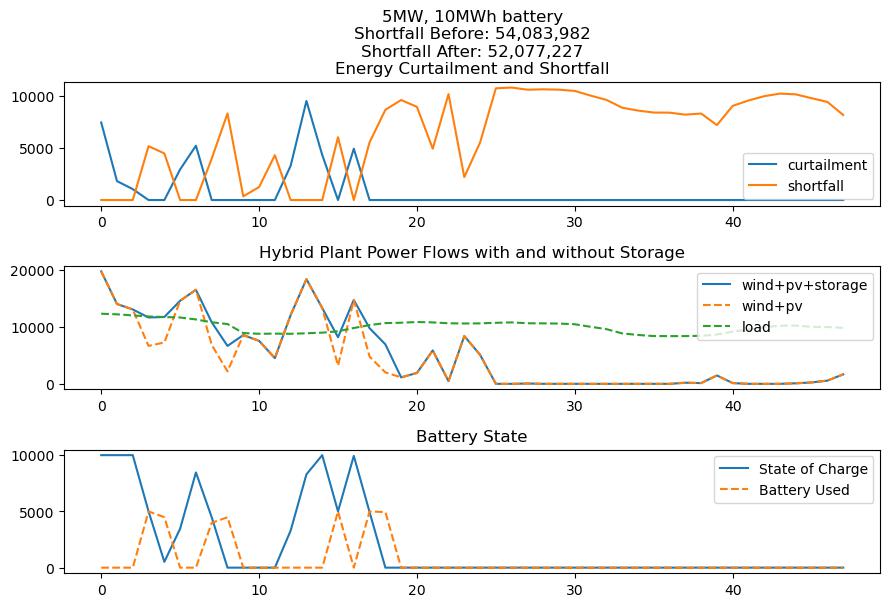 5MW, 10MWh battery
Shortfall Before: 54,083,982
Shortfall After: 52,077,227
Energy Curtailment and Shortfall
10000
5000
0
curtailment
shortfall
0 10 20 30 40
Hybrid Plant Power Flows with and without Storage
20000
10000
0
wind+pv+storage
wind+pv
load
0 10 20 30 40
Battery State
10000
5000
0
State of Charge
Battery Used
0 10 20 30 40